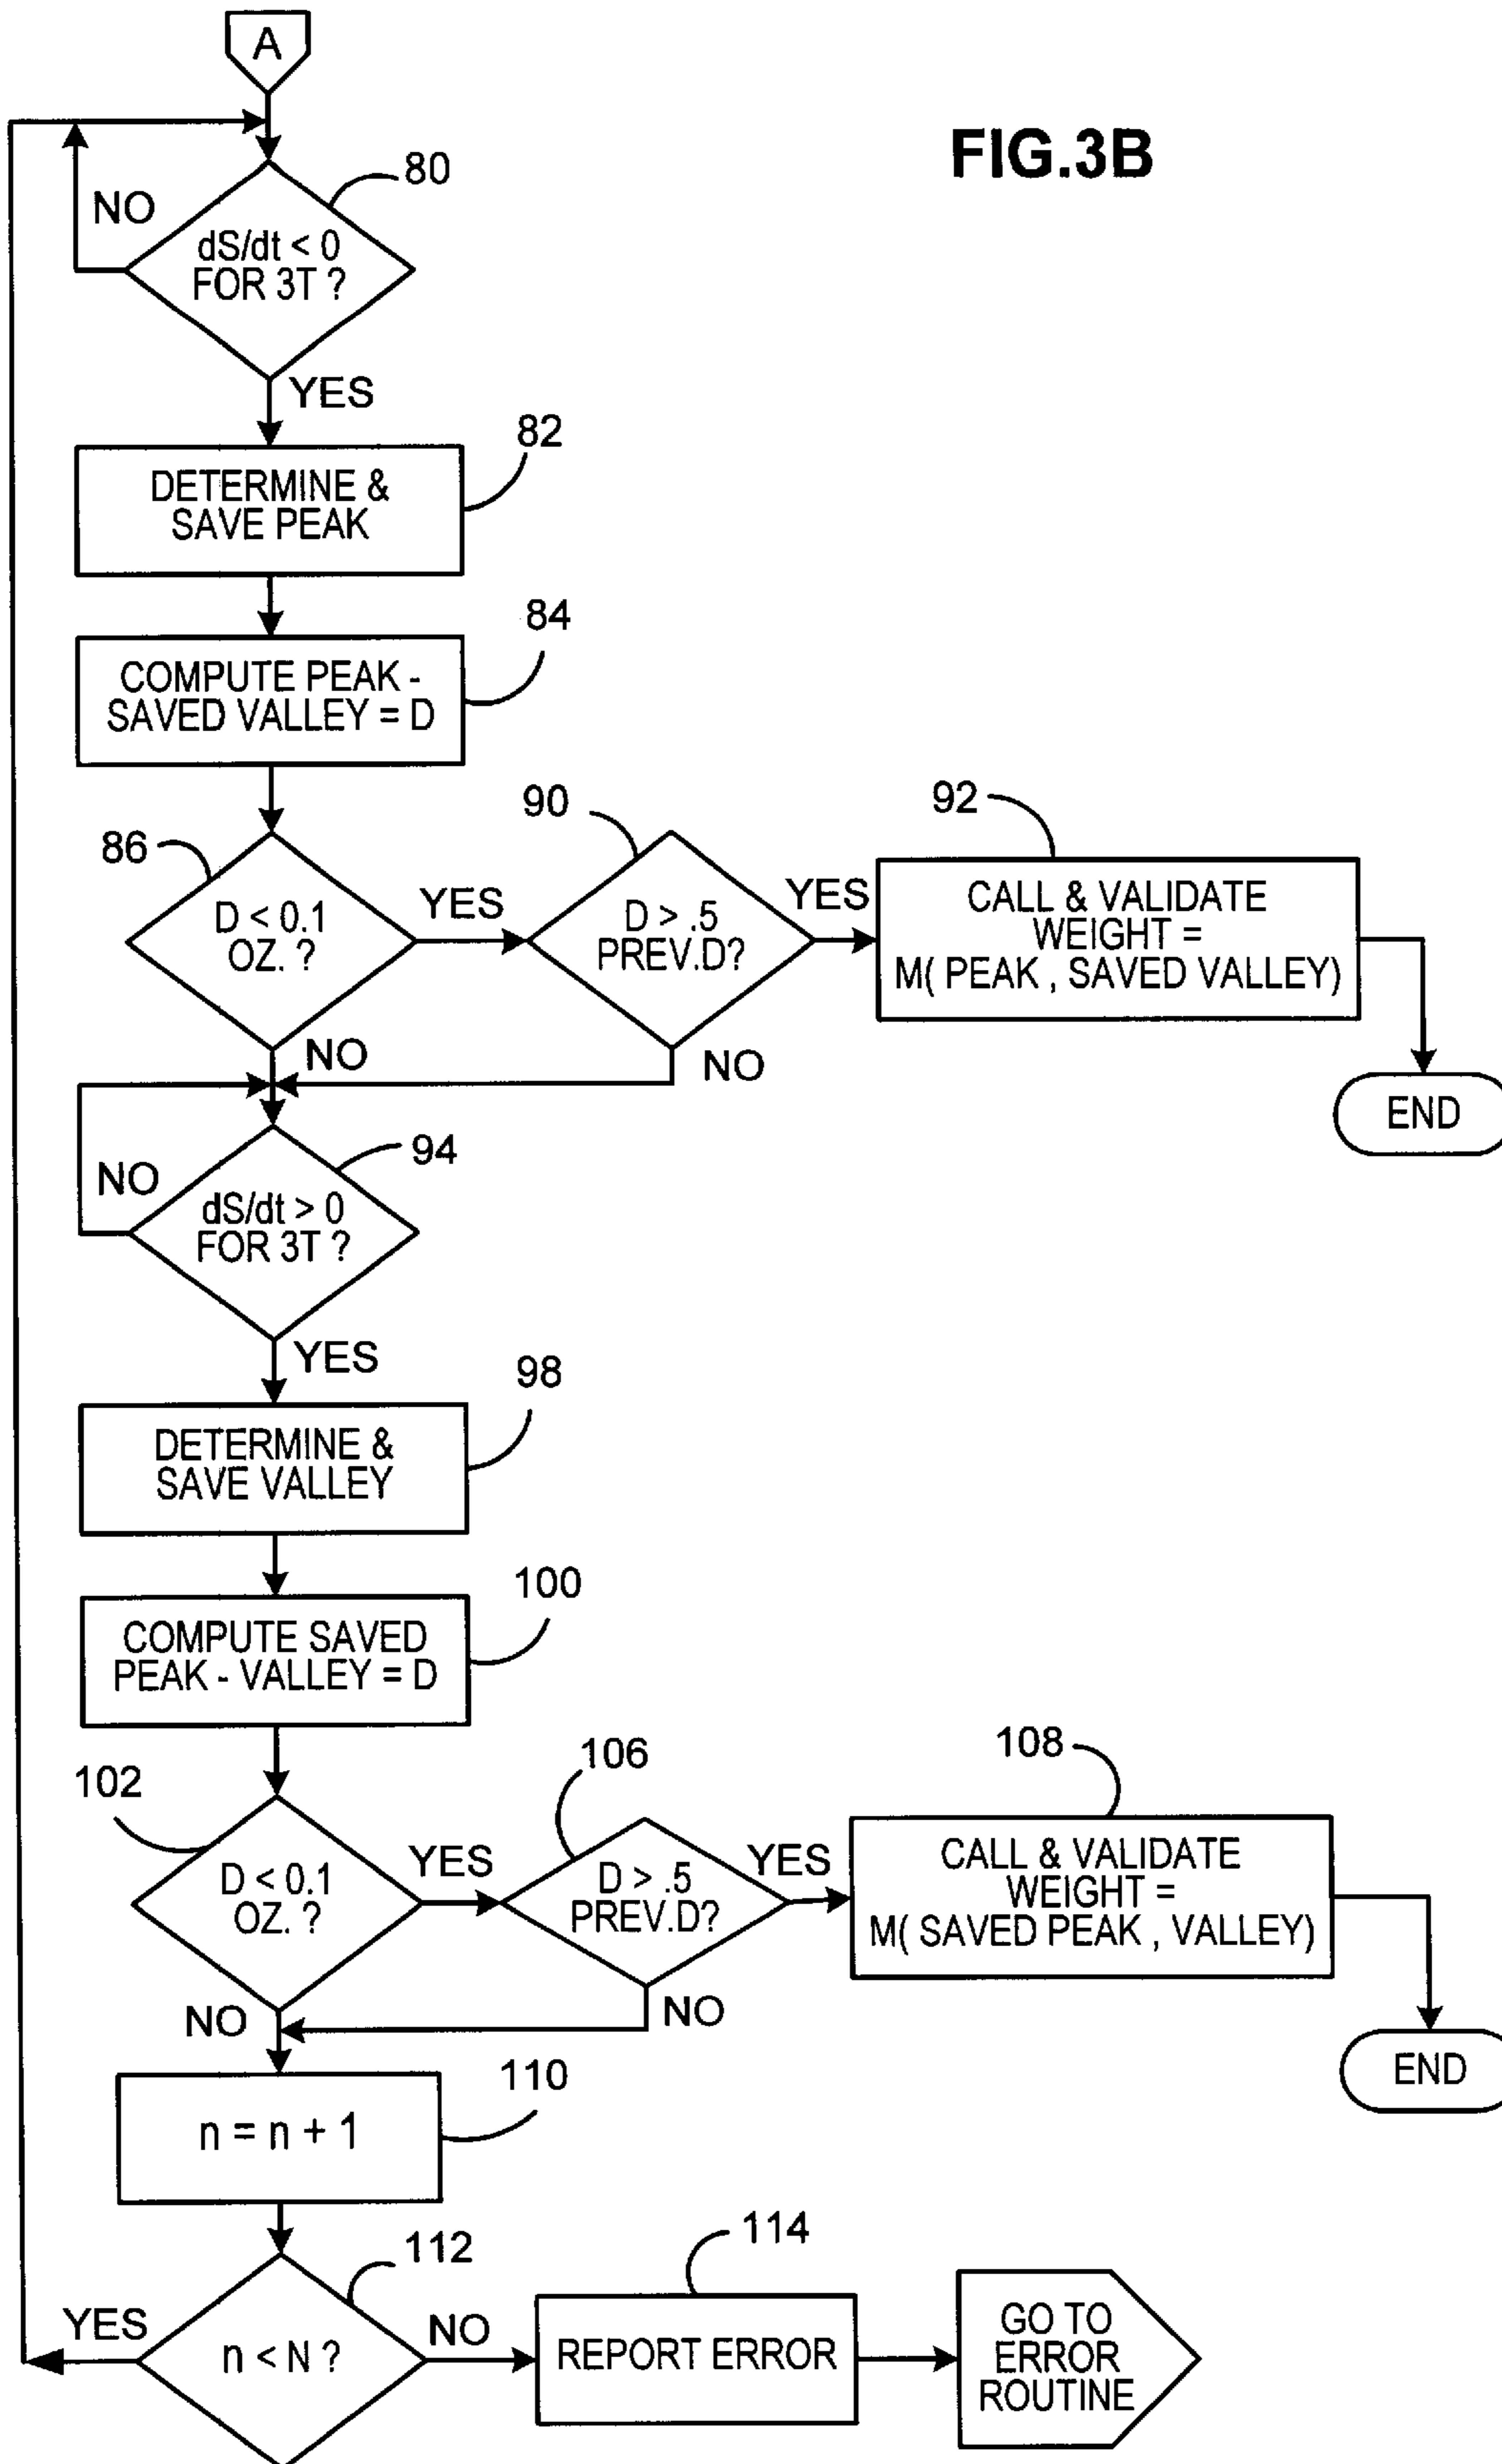 A
FIG.3B
80
NO
dS/dt < 0
FOR 3T ?
YES
82
DETERMINE &
SAVE PEAK
84
COMPUTE PEAK -
SAVED VALLEY = D
86
D < 0.1
OZ. ?
YES
90
D > .5
PREV.D?
YES
92
CALL & VALIDATE
WEIGHT =
M( PEAK , SAVED VALLEY)
NO
NO
END
94
NO
dS/dt > 0
FOR 3T ?
YES
98
DETERMINE &
SAVE VALLEY
100
COMPUTE SAVED
PEAK - VALLEY = D
102
D < 0.1
OZ. ?
YES
106
D > .5
PREV.D?
YES
108
CALL & VALIDATE
WEIGHT =
M( SAVED PEAK , VALLEY)
NO
NO
END
110
n = n + 1
112
YES
n < N ?
NO
114
REPORT ERROR
GO TO
ERROR
ROUTINE